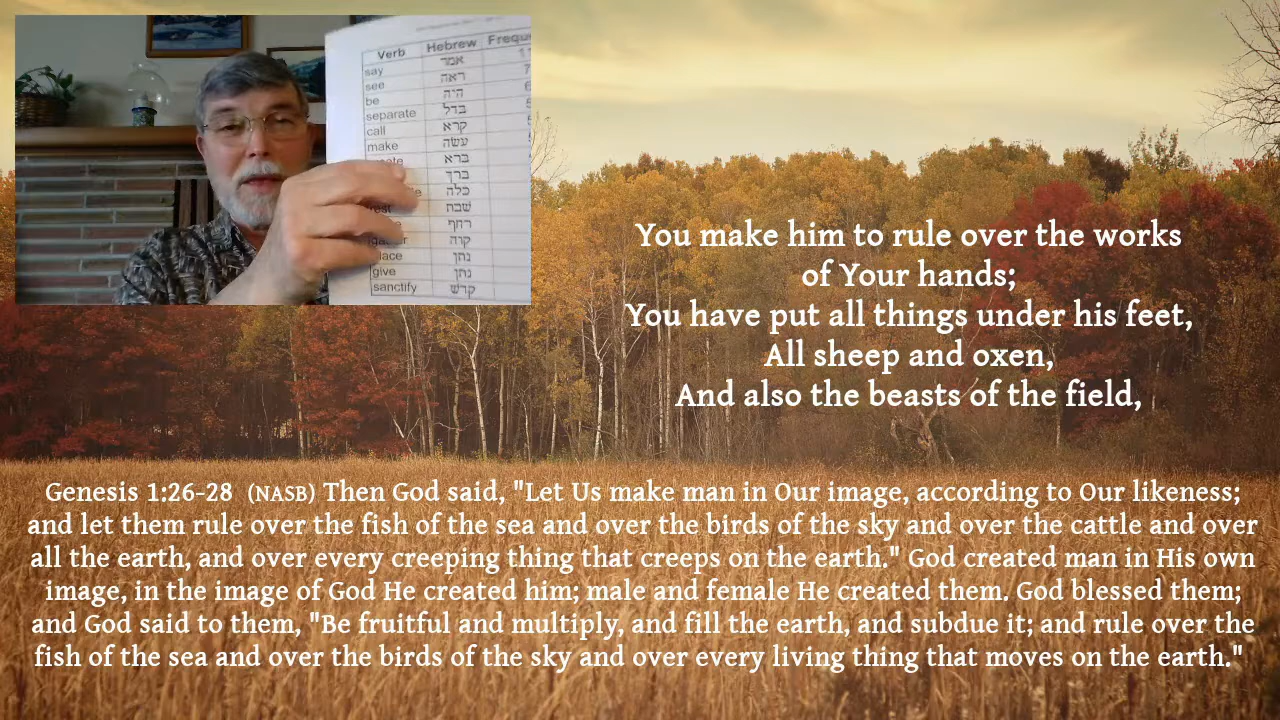 Verb Hebrew Frequ
say אמר
see ראה
be היה
separate בדל
call קרא
make עשה
ברא
ברך
כלה
שבת
רחף
קרה
נתן
give נתן
sanctify קדש
You make him to rule over the works
of Your hands;
You have put all things under his feet,
All sheep and oxen,
And also the beasts of the field,
Genesis 1:26-28 (NASB) Then God said, "Let Us make man in Our image, according to Our likeness;
and let them rule over the fish of the sea and over the birds of the sky and over the cattle and over
all the earth, and over every creeping thing that creeps on the earth." God created man in His own
image, in the image of God He created him; male and female He created them. God blessed them;
and God said to them, "Be fruitful and multiply, and fill the earth, and subdue it; and rule over the
fish of the sea and over the birds of the sky and over every living thing that moves on the earth."